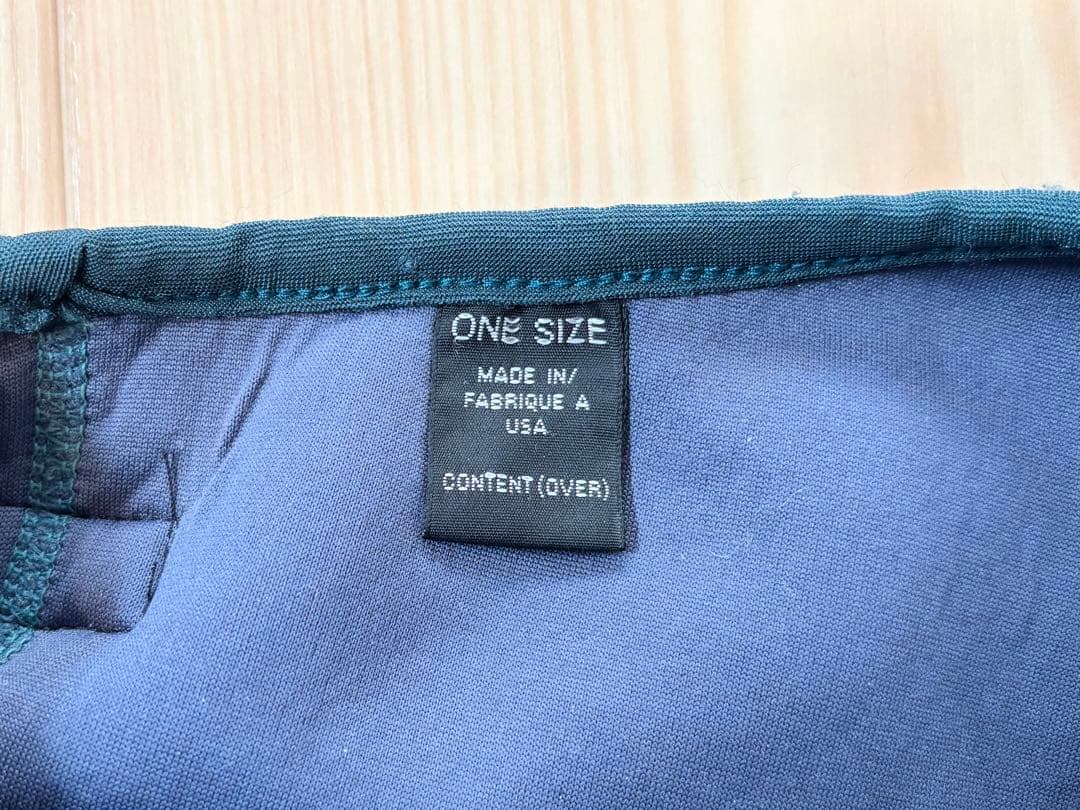 ONE SIZE
MADE IN/
FABRIQUE A
USA
CONTENT (OVER)